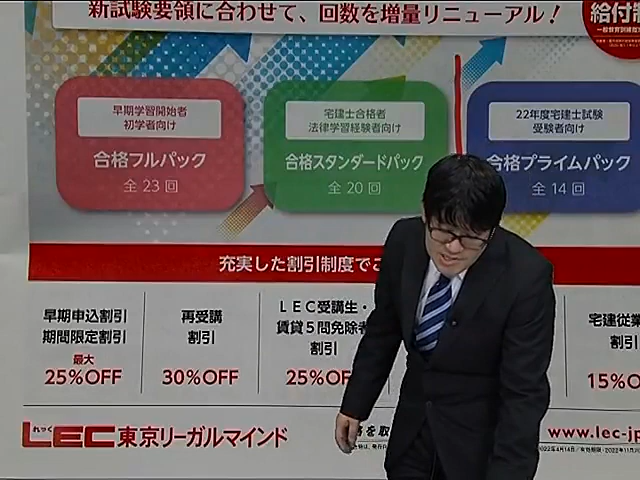 新試験要領に合わせて、回数を増量リニューアル！
給付
早期学習開始者
初学者向け
合格フルパック
全23回
宅建士合格者
法律学習経験者向け
合格スタンダードパック
全20回
22年度宅建士試験
受験者向け
合格プライムパック
全14回
充実した割引制度で
早期申込割引
期間限定割引
最大
25%OFF
再受講
割引
30%OFF
ＬＥＣ受講生・
賃貸５問免除者
割引
25%OFF
宅建従業
割引
15%O
れっく
LEC東京リーガルマインド
を取
www.lec-jp